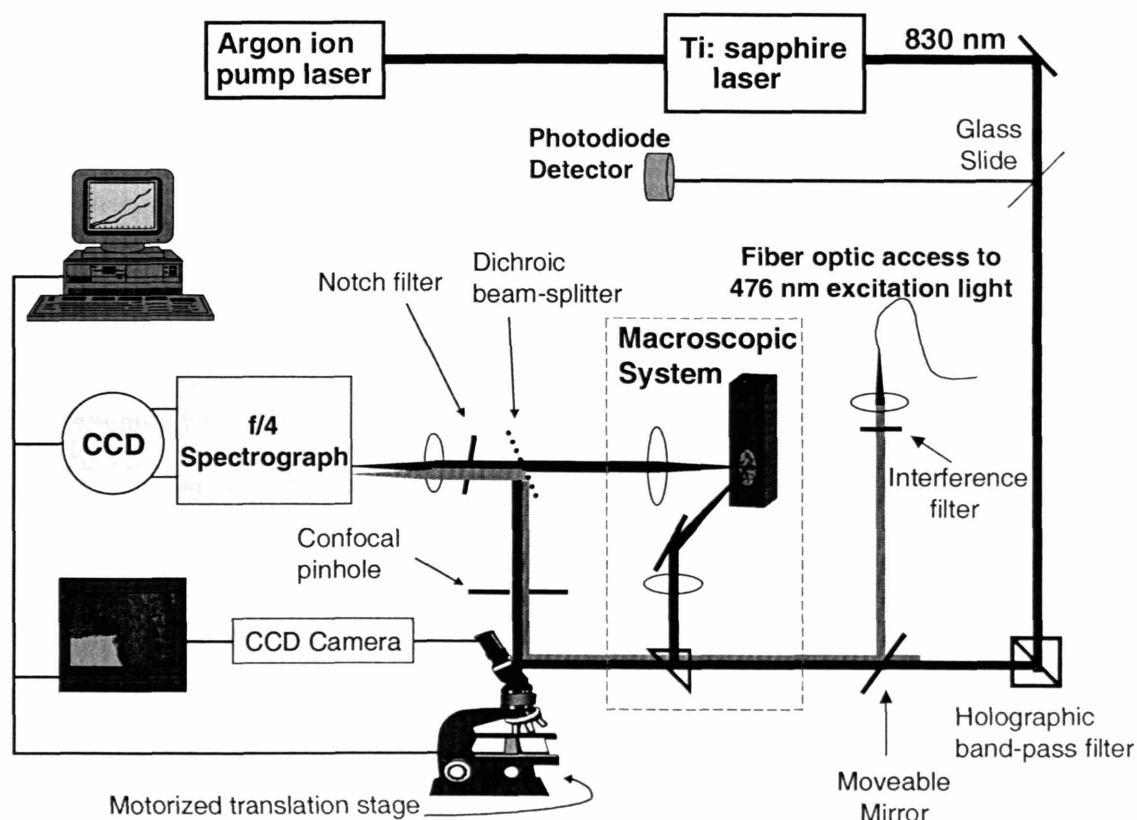 Argon ion
pump laser
Ti: sapphire
laser
830 nm
Photodiode
Detector
Glass
Slide
Fiber optic access to
476 nm excitation light
Notch filter
Dichroic
beam-splitter
Macroscopic
System
CCD
f/4
Spectrograph
Interference
filter
Confocal
pinhole
CCD Camera
Holographic
band-pass filter
Moveable
Mirror
Motorized translation stage